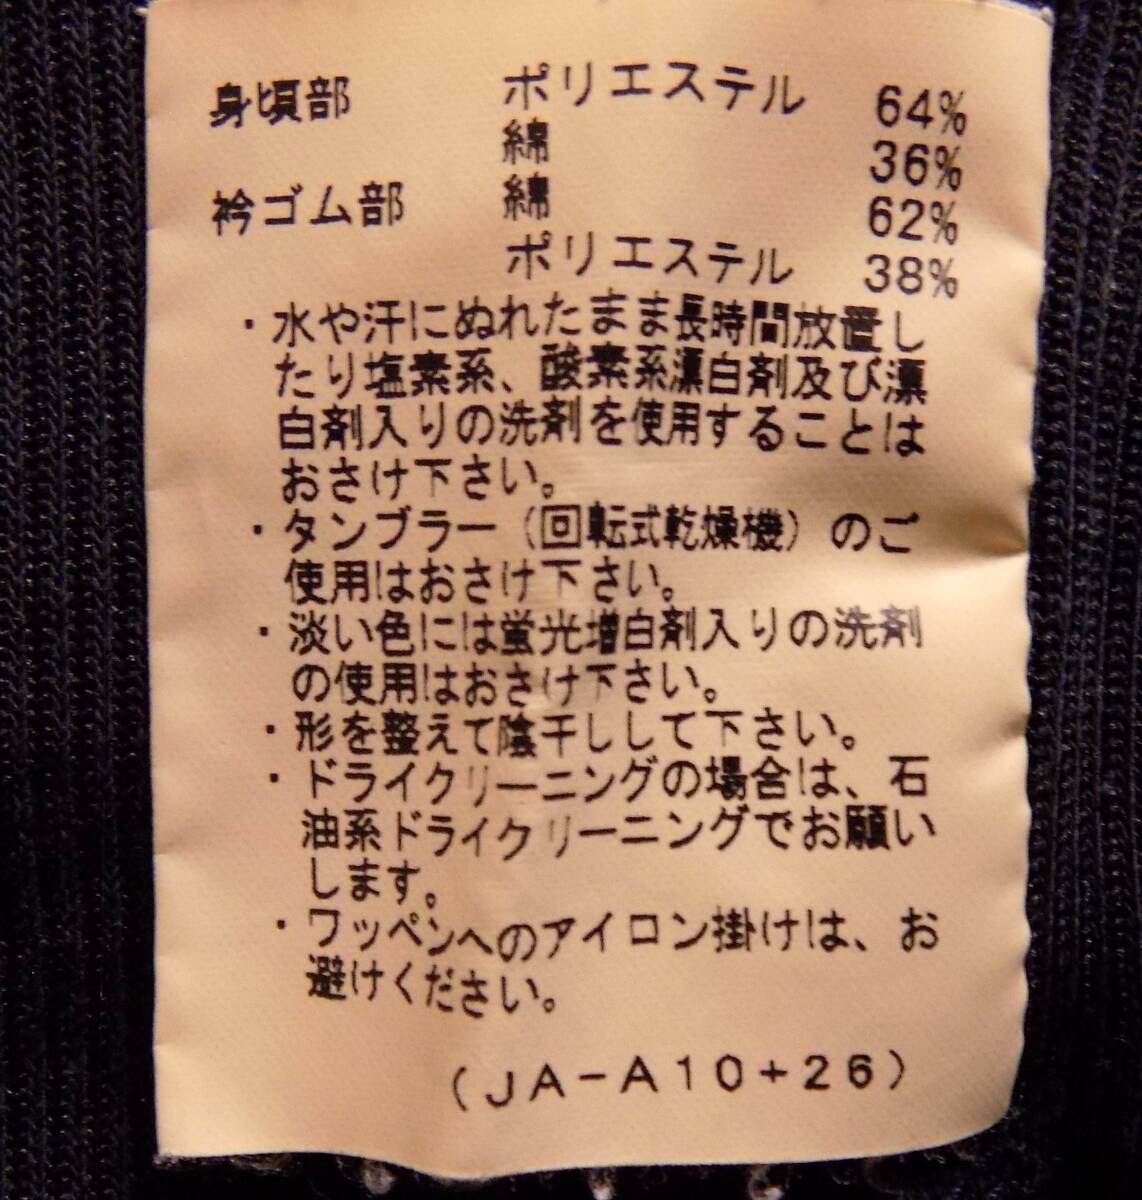 身頃部 ポリエステル 64%
綿 36%
衿ゴム部 綿 62%
ポリエステル 38%
・水や汗にぬれたまま長時間放置し
たり塩素系、酸素系漂白剤及び漂
白剤入りの洗剤を使用することは
おさけ下さい。
・タンブラー（回転式乾燥機）のご
使用はおさけ下さい。
・淡い色には蛍光増白剤入りの洗剤
の使用はおさけ下さい。
・形を整えて陰干しして下さい。
・ドライクリーニングの場合は、石
油系ドライクリーニングでお願い
します。
・ワッペンへのアイロン掛けは、お
避けください。
（JA－A10＋26）